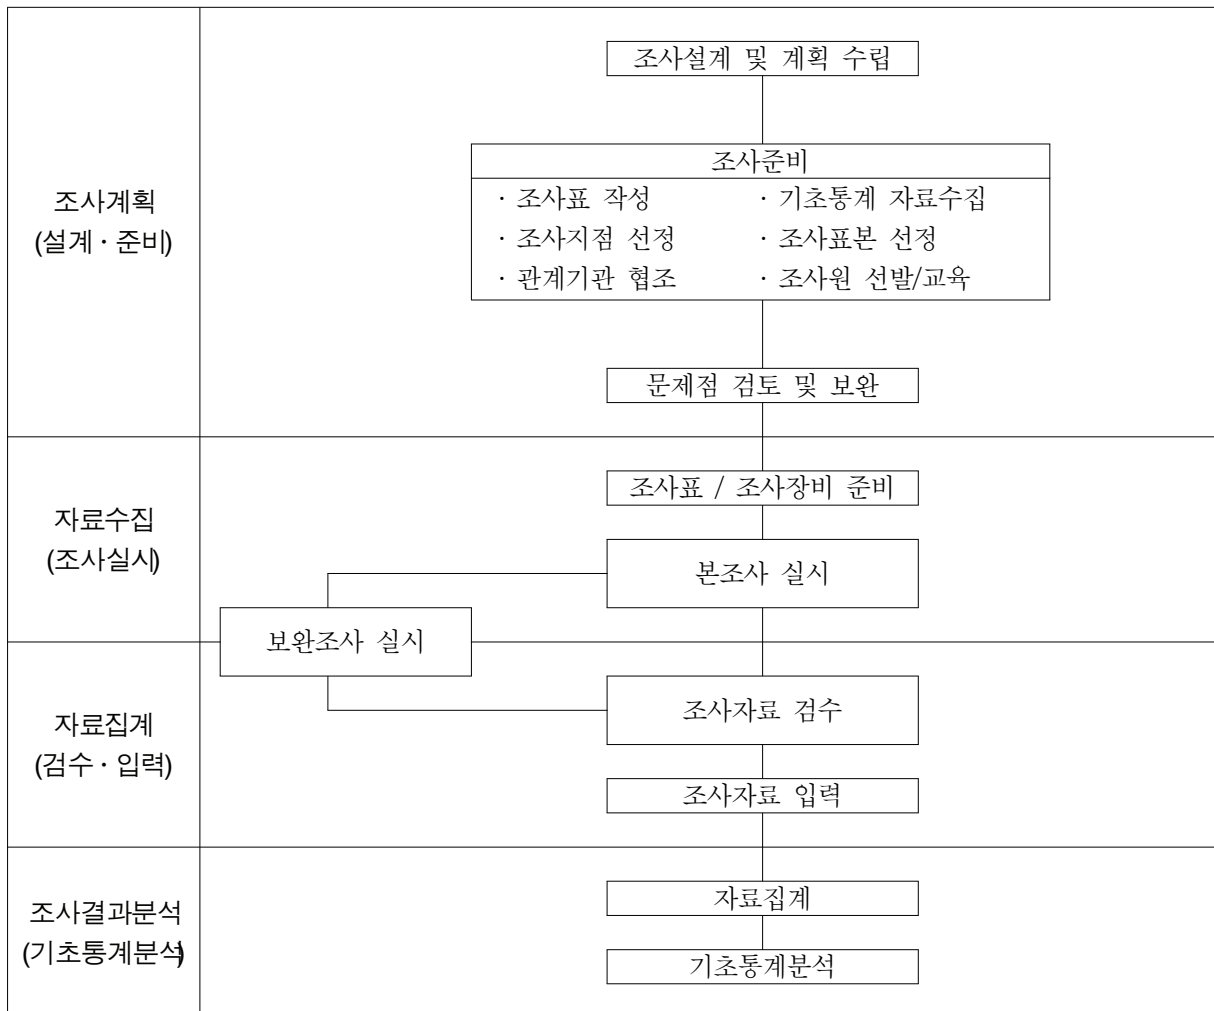 조사설계 및 계획 수립
조사계획
(설계 · 준비)
조사준비
· 조사표 작성 · 기초통계 자료수집
· 조사지점 선정 · 조사표본 선정
· 관계기관 협조 · 조사원 선발/교육
문제점 검토 및 보완
자료수집
(조사실시)
조사표 / 조사장비 준비
본조사 실시
보완조사 실시
자료집계
(검수 · 입력)
조사자료 검수
조사자료 입력
조사결과분석
(기초통계분석)
자료집계
기초통계분석